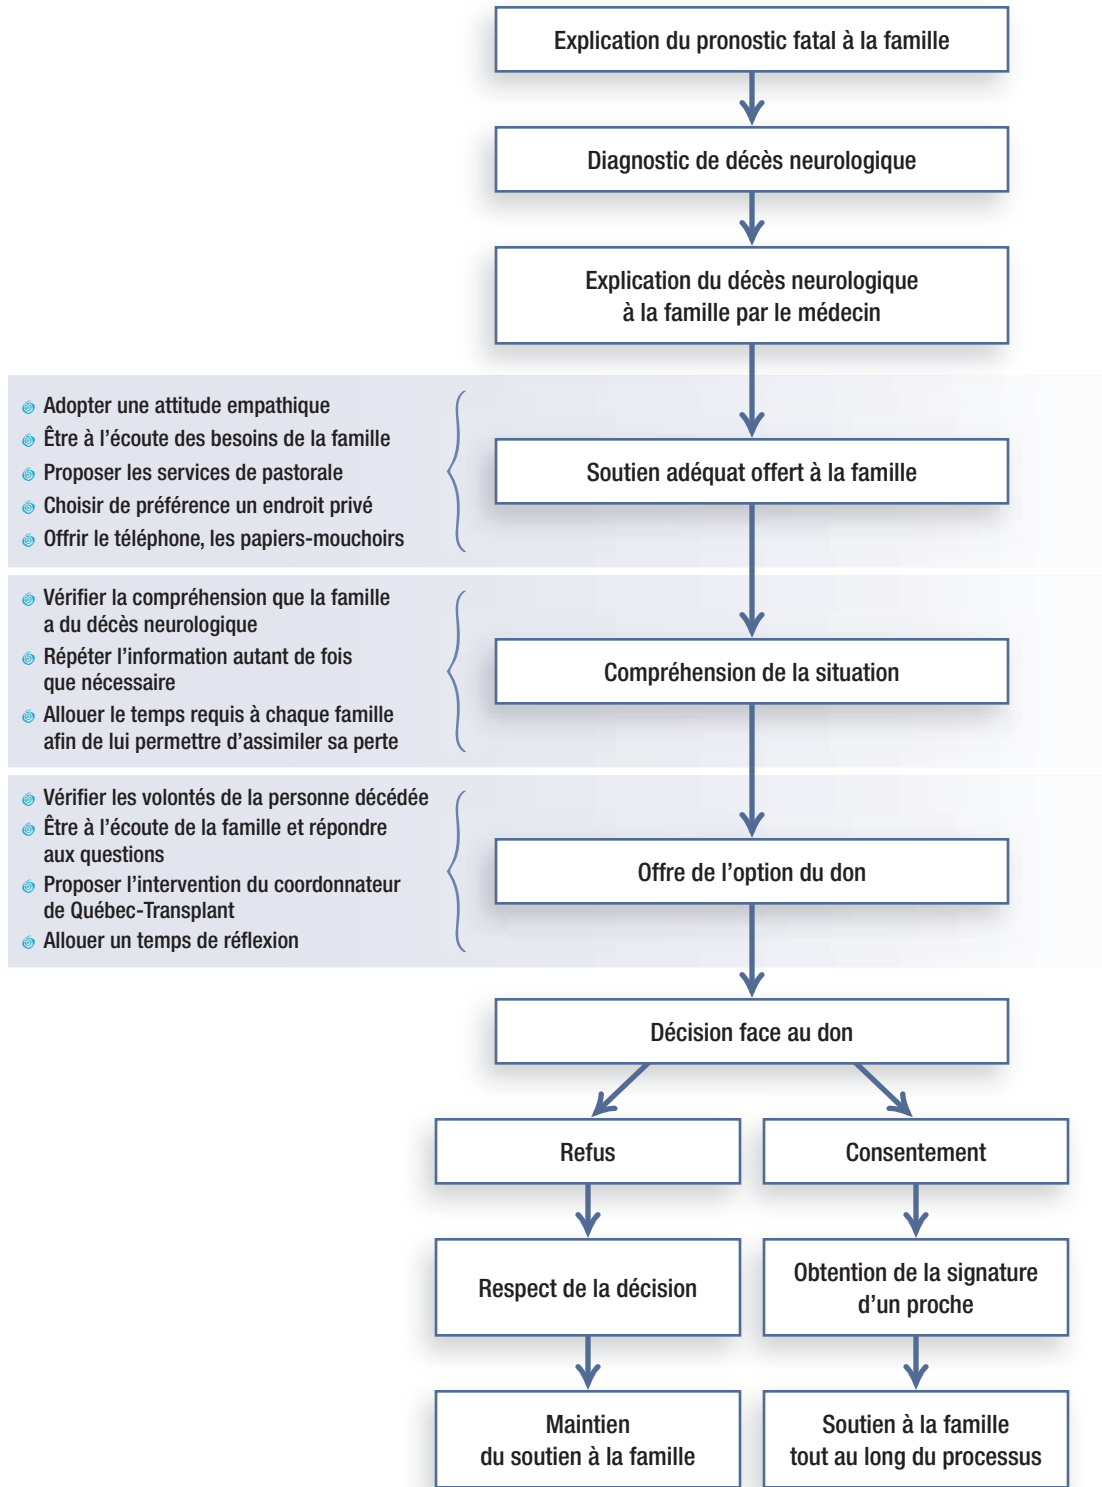 Explication du pronostic fatal à la famille
Diagnostic de décès neurologique
Explication du décès neurologique
à la famille par le médecin
Adopter une attitude empathique
Être à l'écoute des besoins de la famille
Proposer les services de pastorale
Choisir de préférence un endroit privé
Offrir le téléphone, les papiers-mouchoirs
Soutien adéquat offert à la famille
Vérifier la compréhension que la famille
a du décès neurologique
Répéter l'information autant de fois
que nécessaire
Allouer le temps requis à chaque famille
afin de lui permettre d'assimiler sa perte
Compréhension de la situation
Vérifier les volontés de la personne décédée
Être à l'écoute de la famille et répondre
aux questions
Proposer l'intervention du coordonnateur
de Québec-Transplant
Allouer un temps de réflexion
Offre de l'option du don
Décision face au don
Refus
Consentement
Respect de la décision
Obtention de la signature
d'un proche
Maintien
du soutien à la famille
Soutien à la famille
tout au long du processus